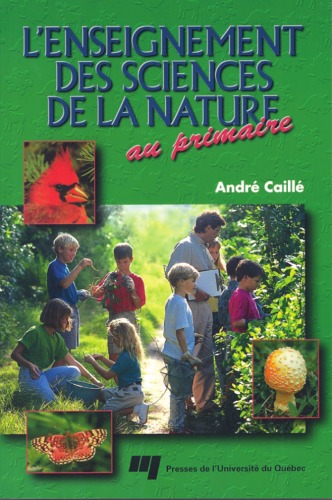 L'ENSEIGNEMENT
DES SCIENCES
DE LA NATURE
au primaire
André Caillé
Presses de l'Université du Québec